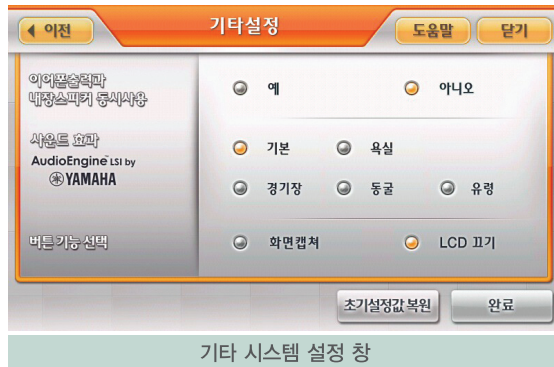 이전
기타설정
도움말
닫기
이어폰출력과
내장스피커 동시사용
예
아니오
사운드 효과
AudioEngine™ LSI by
YAMAHA
기본
욕실
경기장
동굴
유령
버튼 기능 선택
화면캡쳐
LCD 끄기
초기설정값 복원
완료
기타 시스템 설정 창